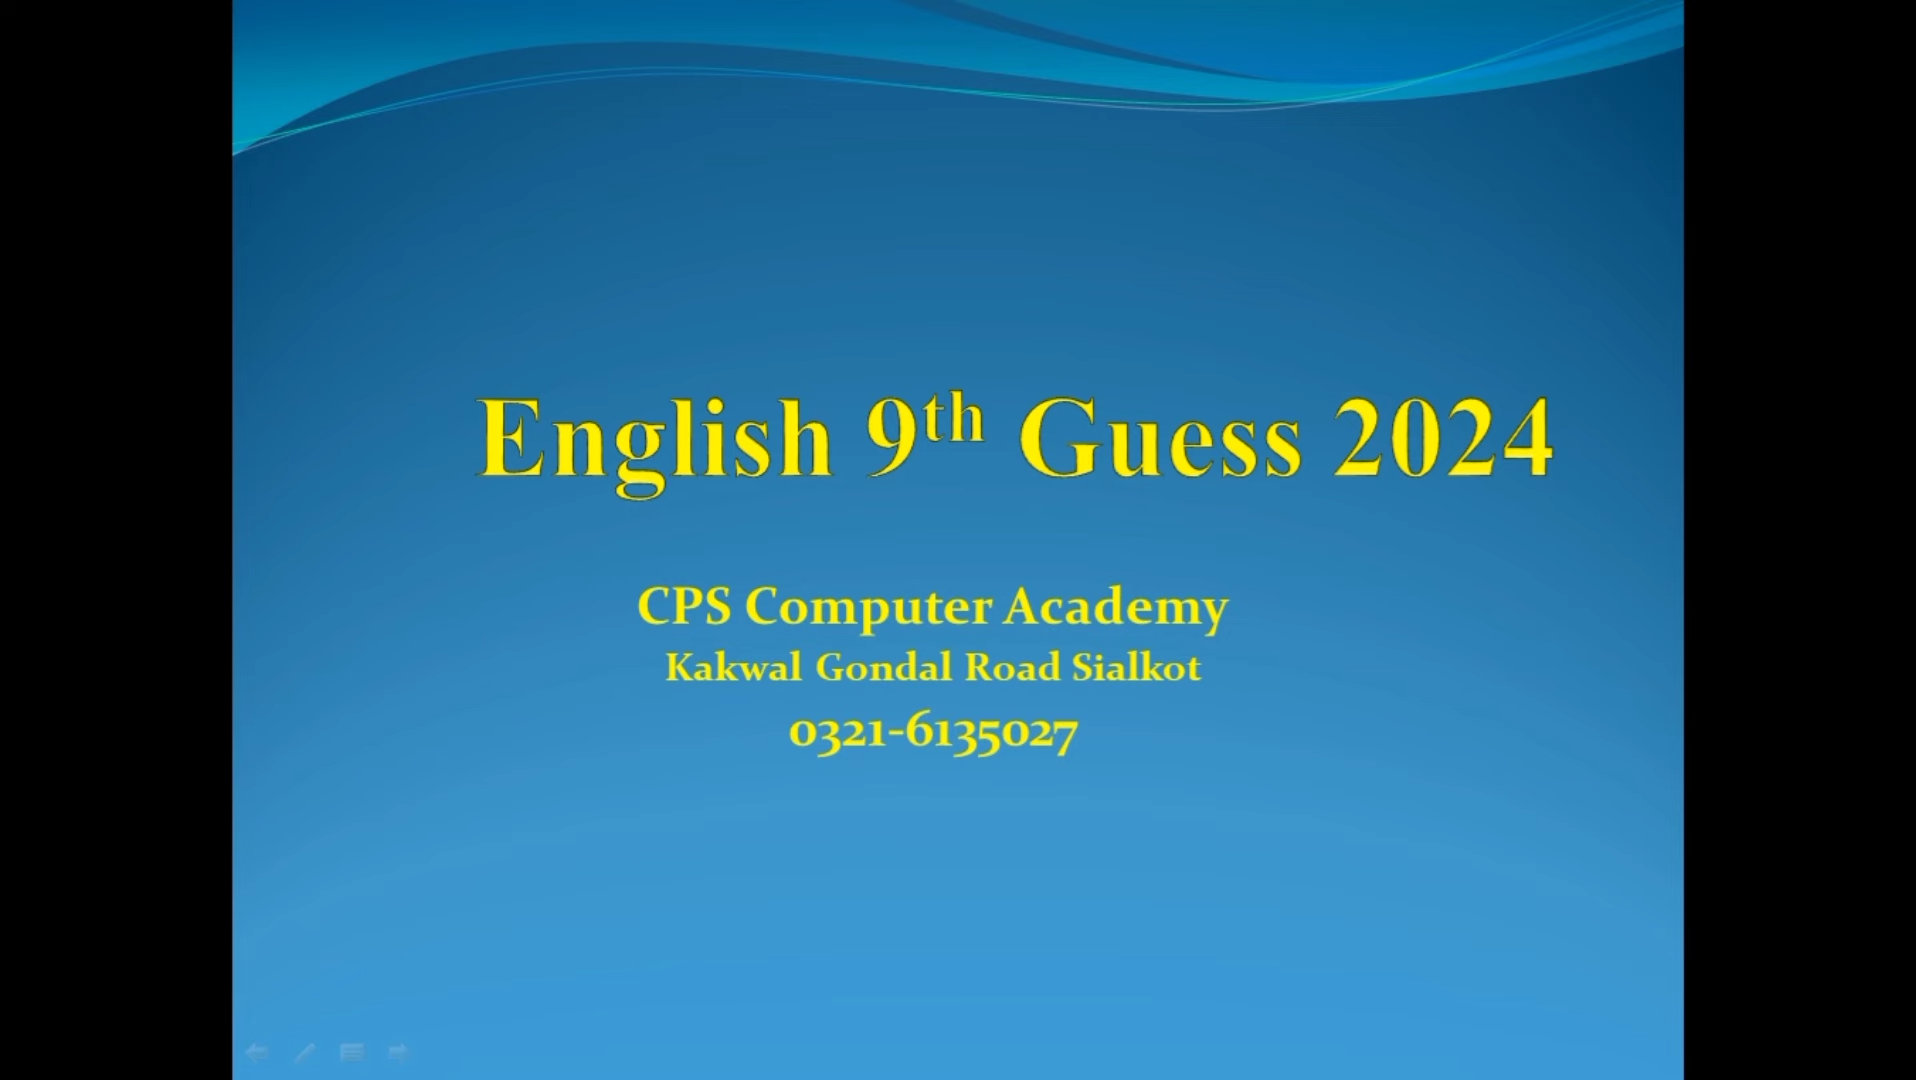 English 9th Guess 2024
CPS Computer Academy
Kakwal Gondal Road Sialkot
0321-6135027